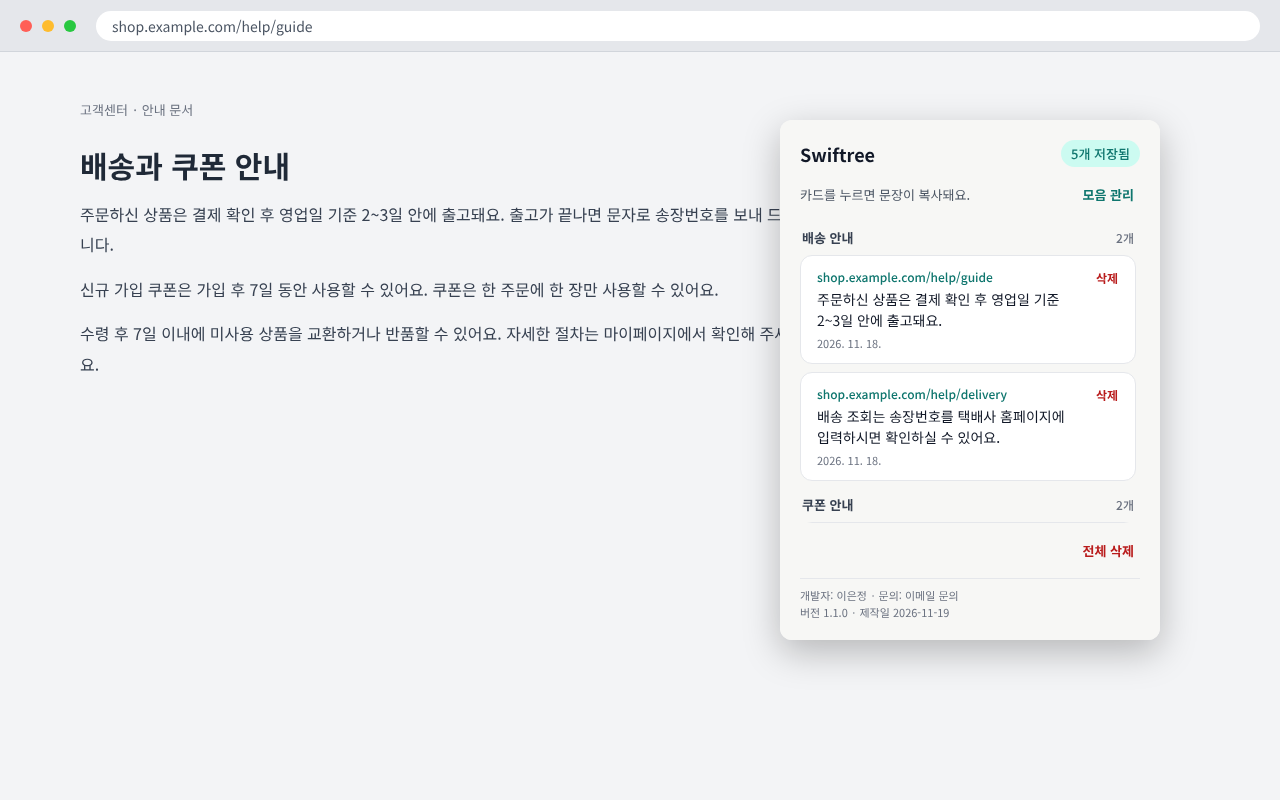 shop.example.com/help/guide
고객센터 · 안내 문서
배송과 쿠폰 안내
주문하신 상품은 결제 확인 후 영업일 기준 2~3일 안에 출고돼요. 출고가 끝나면 문자로 송장번호를 보내 드
니다.
신규 가입 쿠폰은 가입 후 7일 동안 사용할 수 있어요. 쿠폰은 한 주문에 한 장만 사용할 수 있어요.
수령 후 7일 이내에 미사용 상품을 교환하거나 반품할 수 있어요. 자세한 절차는 마이페이지에서 확인해
요.
Swiftree
5개 저장됨
카드를 누르면 문장이 복사돼요.
모음 관리
배송 안내
2개
shop.example.com/help/guide
삭제
주문하신 상품은 결제 확인 후 영업일 기준
2~3일 안에 출고돼요.
2026. 11. 18.
shop.example.com/help/delivery
삭제
배송 조회는 송장번호를 택배사 홈페이지에
입력하시면 확인하실 수 있어요.
2026. 11. 18.
쿠폰 안내
2개
전체 삭제
개발자: 이은정 · 문의: 이메일 문의
버전 1.1.0 · 제작일 2026-11-19